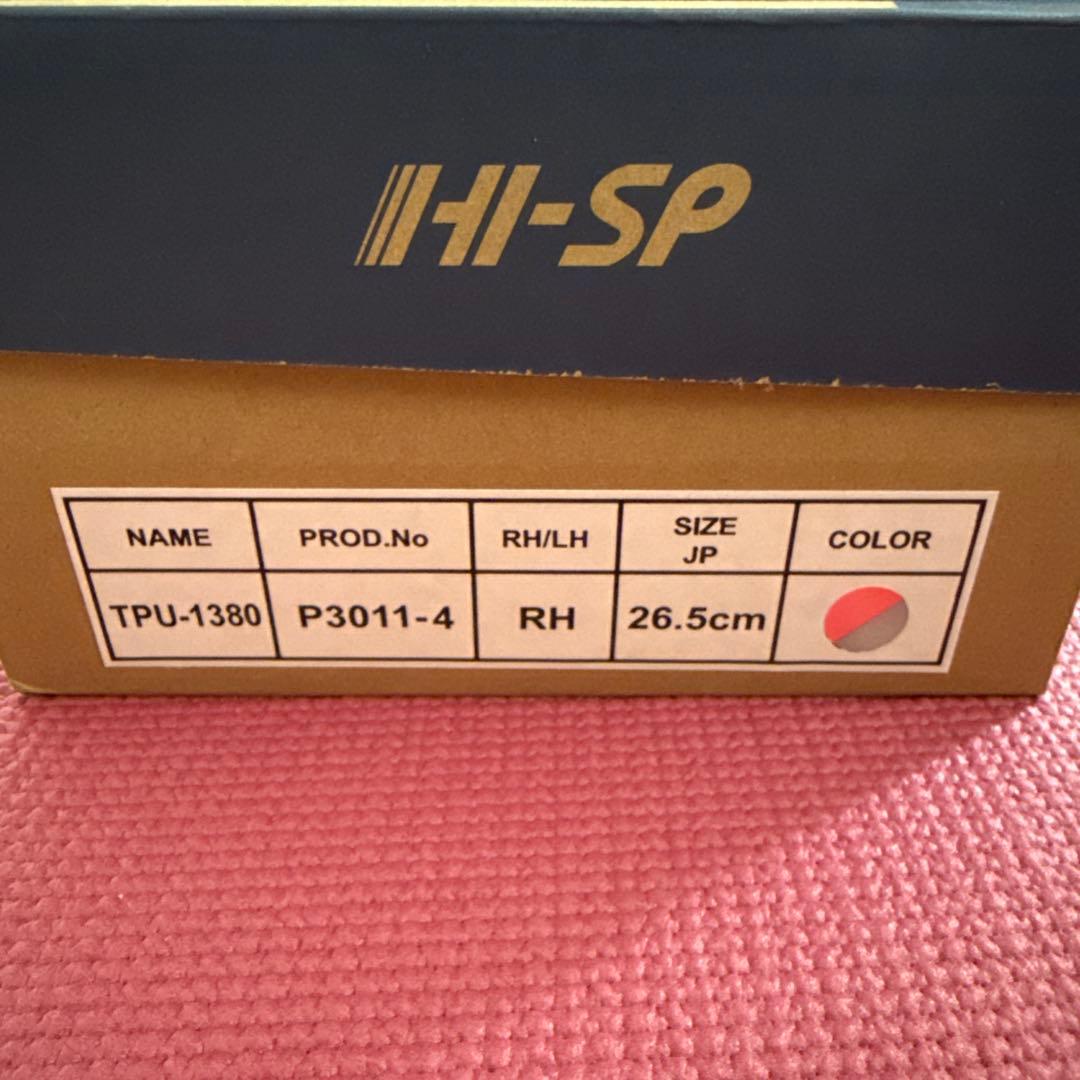 HI-SP
NAME PROD.No RH/LH SIZE JP COLOR
TPU-1380 P3011-4 RH 26.5cm